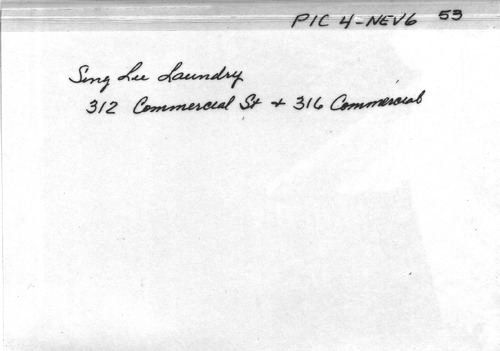 PIC 4-NEV6 53
Sing Lee Laundry
312 Commercial St + 316 Commercial